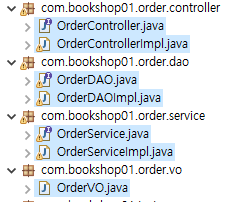 com.bookshop01.order.controller
OrderController.java
OrderControllerImpl.java
com.bookshop01.order.dao
OrderDAO.java
OrderDAOImpl.java
com.bookshop01.order.service
OrderService.java
OrderServiceImpl.java
com.bookshop01.order.vo
OrderVO.java